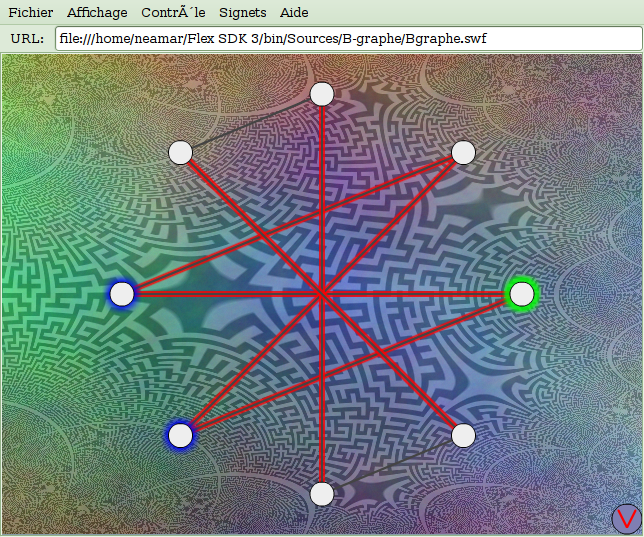 Fichier Affichage ContrÃ´le Signets Aide
URL: file:///home/neamar/Flex SDK 3/bin/Sources/B-graphe/Bgraphe.swf
V